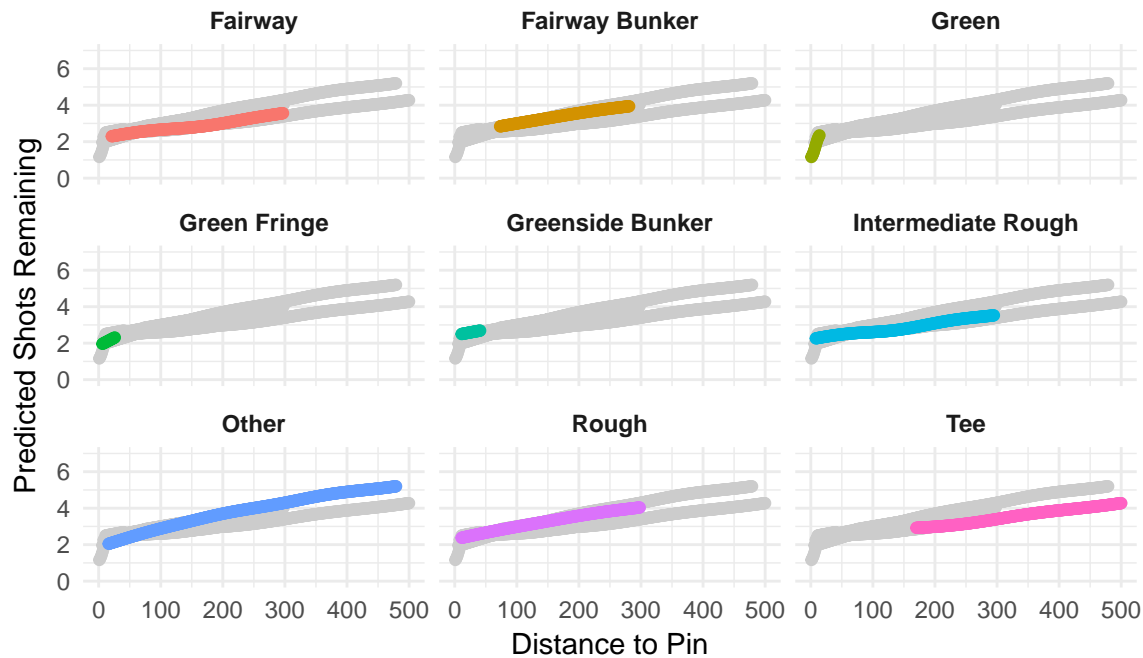 Fairway Fairway Bunker Green
6
4
2
0
Green Fringe Greenside Bunker Intermediate Rough
6
4
2
0
Other Rough Tee
6
4
2
0
0 100 200 300 400 500 0 100 200 300 400 500 0 100 200 300 400 500
Distance to Pin
Predicted Shots Remaining